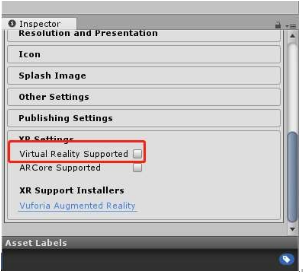 Inspector
Resolution and Presentation
Icon
Splash Image
Other Settings
Publishing Settings
XR Settings
Virtual Reality Supported
ARCore Supported
XR Support Installers
Vuforia Augmented Reality
Asset Labels